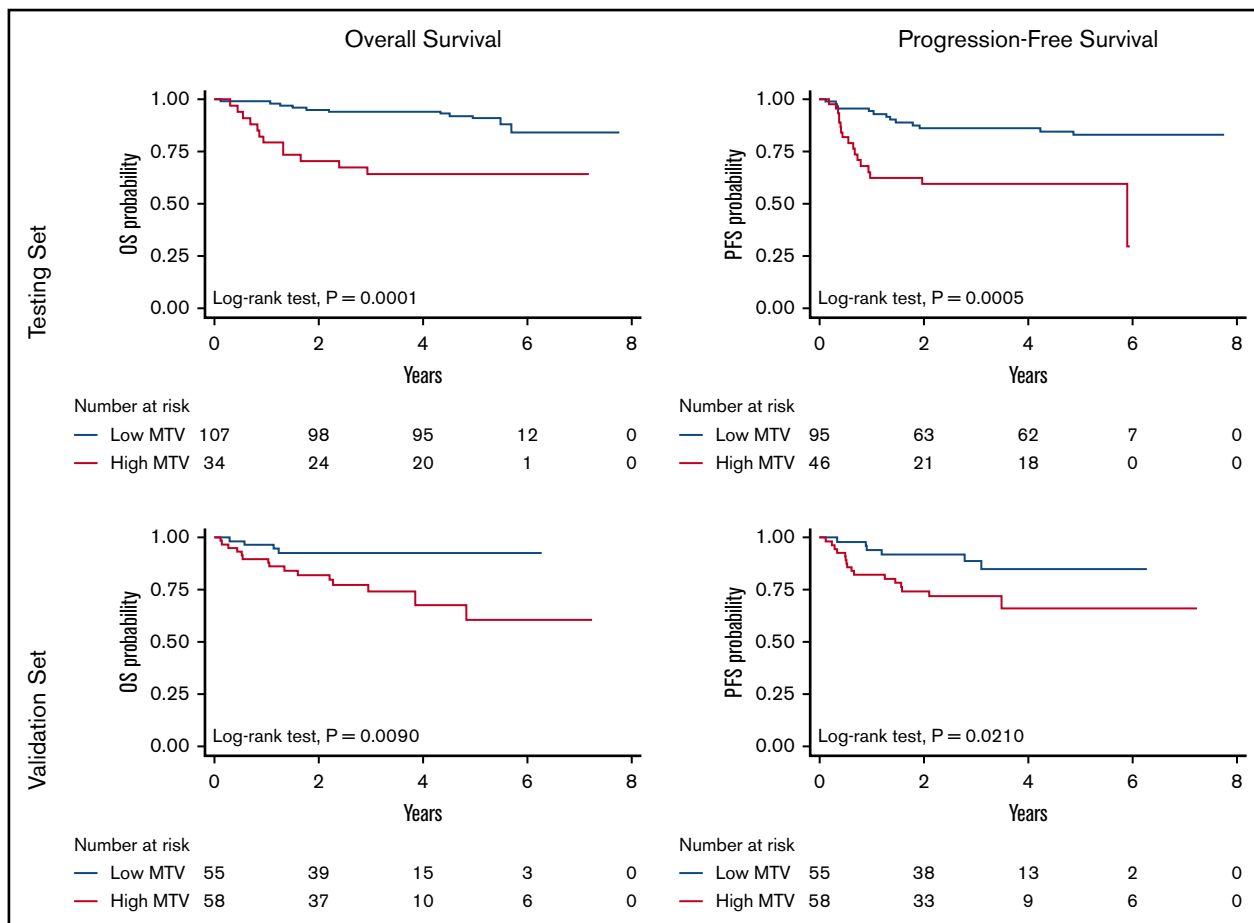 Overall Survival
Progression-Free Survival
Testing Set
1.00
0.75
0.50
0.25
0.00
OS probability
Log-rank test, P = 0.0001
0 2 4 6 8
Years
Number at risk
Low MTV 107 98 95 12 0
High MTV 34 24 20 1 0
1.00
0.75
0.50
0.25
0.00
PFS probability
Log-rank test, P = 0.0005
0 2 4 6 8
Years
Number at risk
Low MTV 95 63 62 7 0
High MTV 46 21 18 0 0
Validation Set
1.00
0.75
0.50
0.25
0.00
OS probability
Log-rank test, P = 0.0090
0 2 4 6 8
Years
Number at risk
Low MTV 55 39 15 3 0
High MTV 58 37 10 6 0
1.00
0.75
0.50
0.25
0.00
PFS probability
Log-rank test, P = 0.0210
0 2 4 6 8
Years
Number at risk
Low MTV 55 38 13 2 0
High MTV 58 33 9 6 0